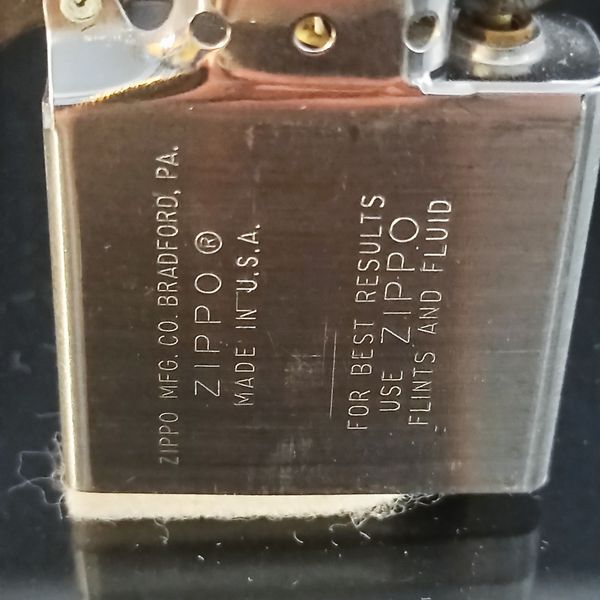 ZIPPO MFG. CO. BRADFORD, PA.
ZIPPO ®
MADE IN U.S.A.
FOR BEST RESULTS
USE ZIPPO
FLINTS AND FLUID